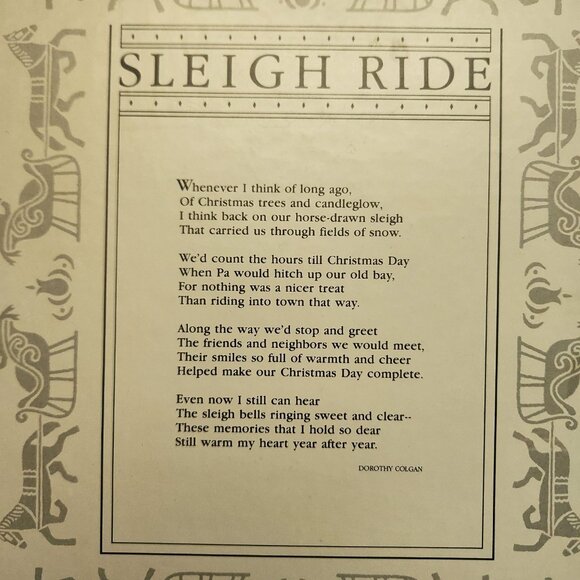 SLEIGH RIDE
Whenever I think of long ago,
Of Christmas trees and candleglow,
I think back on our horse-drawn sleigh
That carried us through fields of snow.
We'd count the hours till Christmas Day
When Pa would hitch up our old bay,
For nothing was a nicer treat
Than riding into town that way.
Along the way we'd stop and greet
The friends and neighbors we would meet,
Their smiles so full of warmth and cheer
Helped make our Christmas Day complete.
Even now I still can hear
The sleigh bells ringing sweet and clear--
These memories that I hold so dear
Still warm my heart year after year.
DOROTHY COLGAN